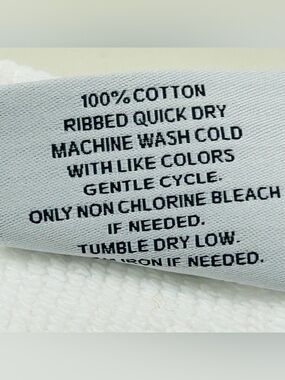 100% COTTON
RIBBED QUICK DRY
MACHINE WASH COLD
WITH LIKE COLORS
GENTLE CYCLE.
ONLY NON CHLORINE BLEACH
IF NEEDED.
TUMBLE DRY LOW.
IRON IF NEEDED.